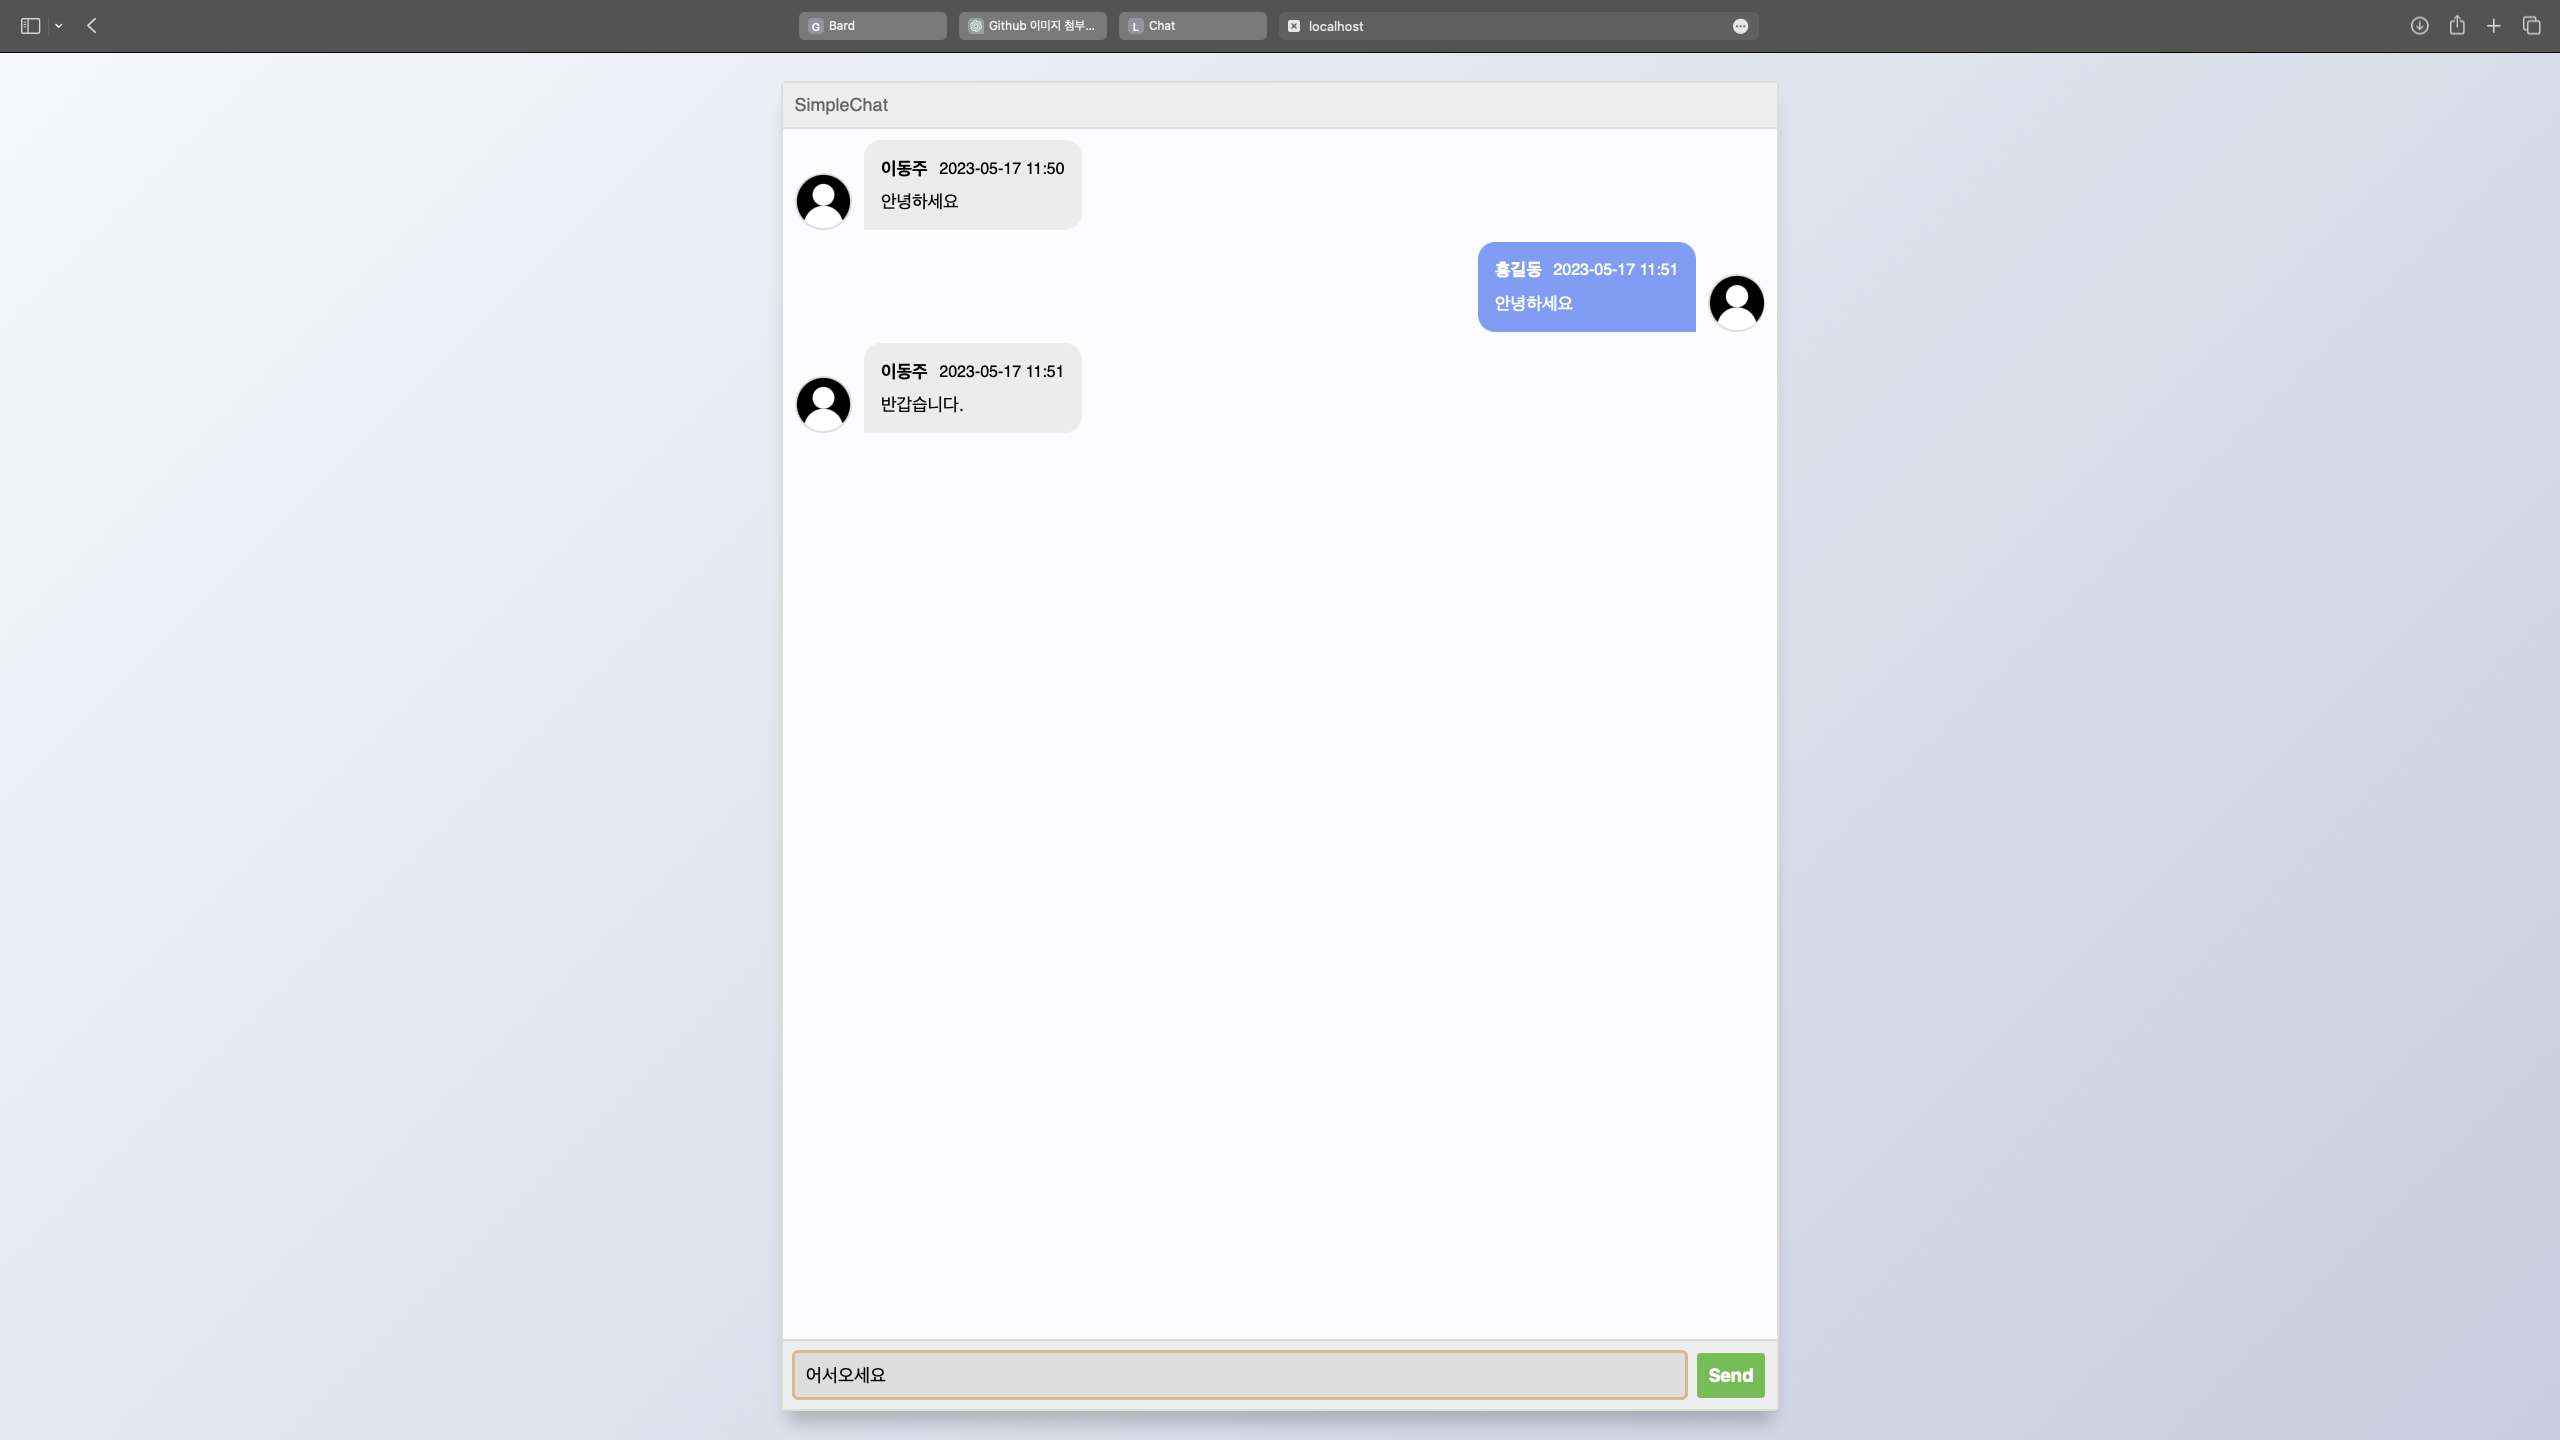 G Bard
Github 이미지 첨부...
L Chat
localhost
SimpleChat
이동주 2023-05-17 11:50
안녕하세요
홍길동 2023-05-17 11:51
안녕하세요
이동주 2023-05-17 11:51
반갑습니다.
어서오세요
Send